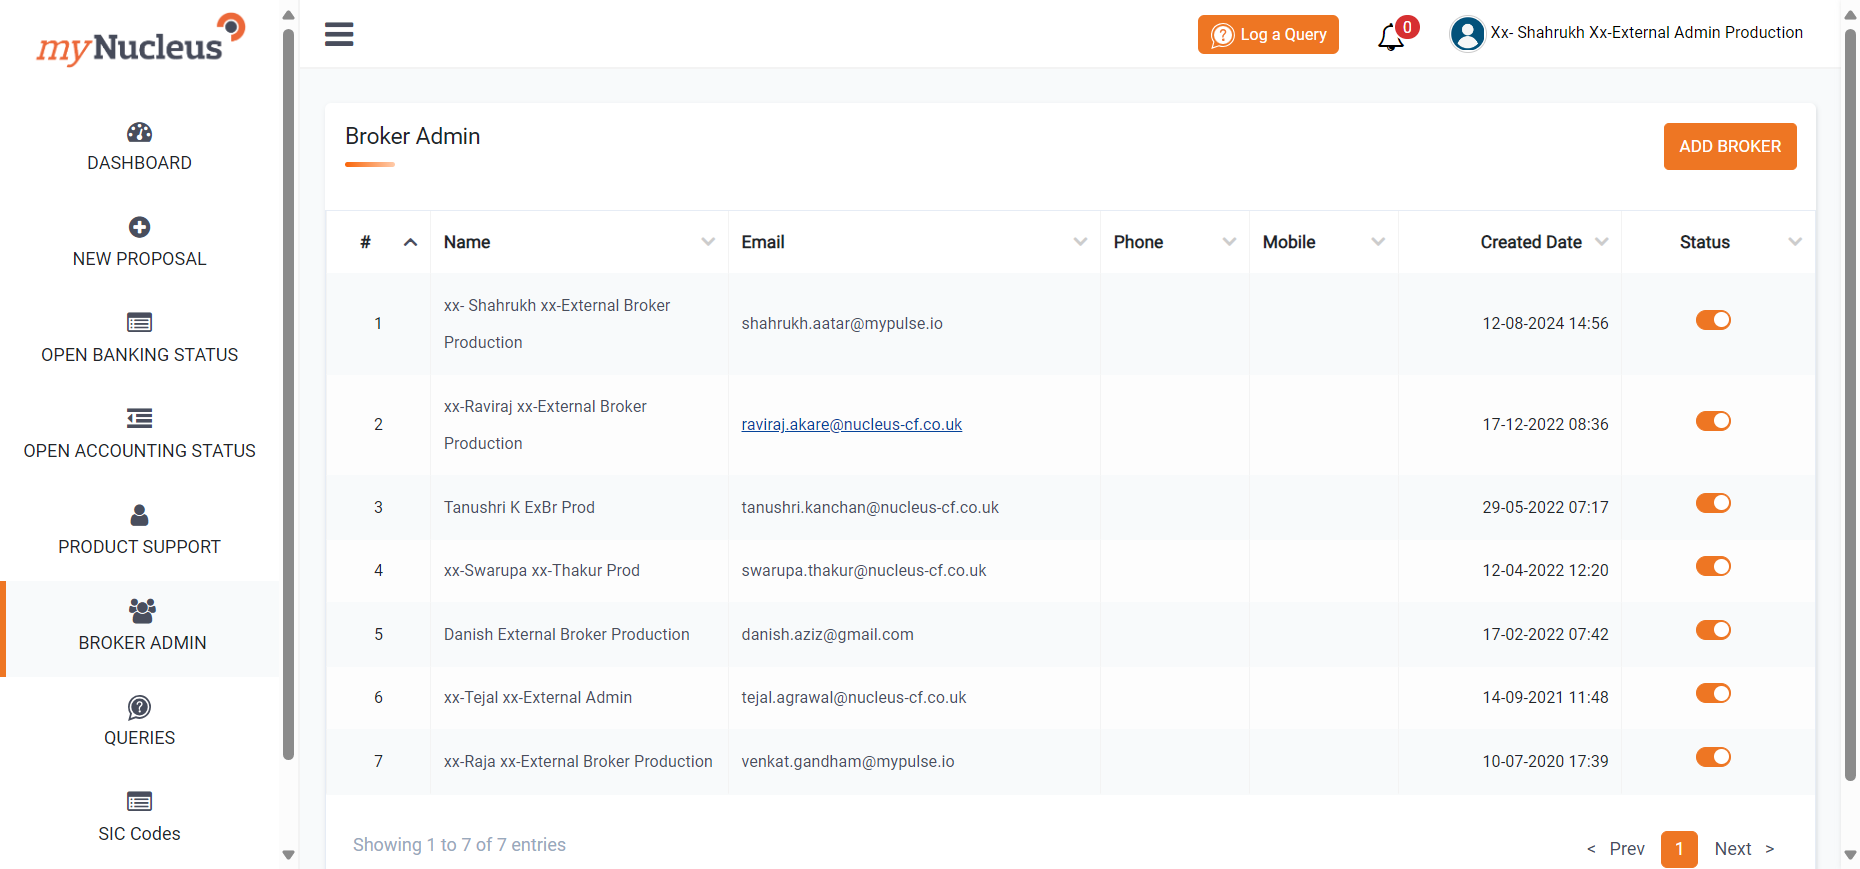 myNucleus
Log a Query
0
Xx- Shahrukh Xx-External Admin Production
DASHBOARD
NEW PROPOSAL
OPEN BANKING STATUS
OPEN ACCOUNTING STATUS
PRODUCT SUPPORT
BROKER ADMIN
QUERIES
SIC Codes
Broker Admin
ADD BROKER
# Name Email Phone Mobile Created Date Status
1 xx- Shahrukh xx-External Broker
Production
shahrukh.aatar@mypulse.io 12-08-2024 14:56
2 xx-Raviraj xx-External Broker
Production
raviraj.akare@nucleus-cf.co.uk 17-12-2022 08:36
3 Tanushri K ExBr Prod tanushri.kanchan@nucleus-cf.co.uk 29-05-2022 07:17
4 xx-Swarupa xx-Thakur Prod swarupa.thakur@nucleus-cf.co.uk 12-04-2022 12:20
5 Danish External Broker Production danish.aziz@gmail.com 17-02-2022 07:42
6 xx-Tejal xx-External Admin tejal.agrawal@nucleus-cf.co.uk 14-09-2021 11:48
7 xx-Raja xx-External Broker Production venkat.gandham@mypulse.io 10-07-2020 17:39
Showing 1 to 7 of 7 entries
< Prev 1 Next >